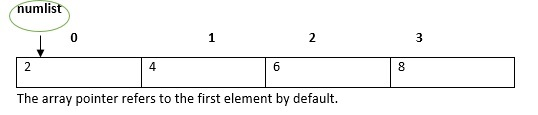 numlist
0 1 2 3
2 4 6 8
The array pointer refers to the first element by default.